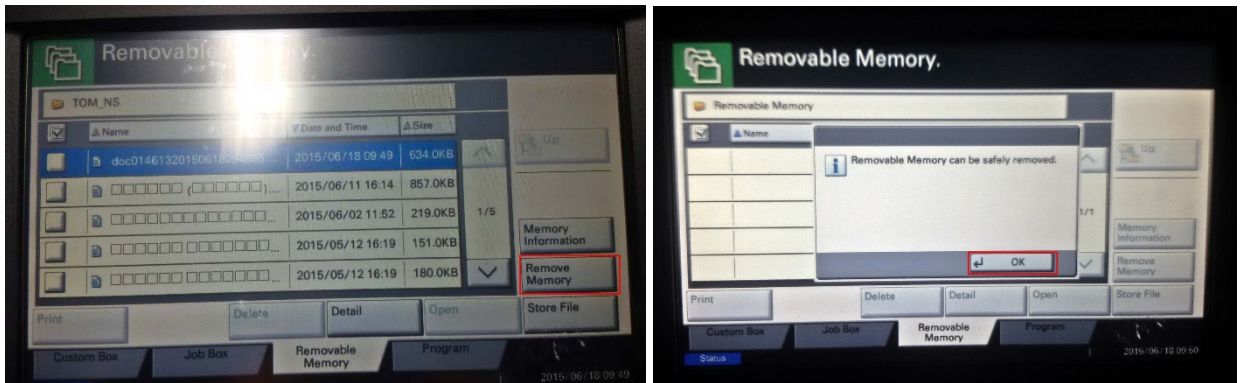 Removable
TOM_NS
Name
Date and Time
Size
2015/06/18 09:49
634.0KB
Up
□□□□□□ (□□□□□□)....
2015/06/11 16:14
857.0KB
□□□□□□□□□□□□□...
2015/06/02 11:52
219.0KB
1/5
□□□□□□ □□□□□□□...
2015/05/12 16:19
151.0KB
Memory
Information
□□□□□□ □□□□□□□...
2015/05/12 16:19
180.0KB
Remove
Memory
Print
Delete
Detail
Open
Store File
Custom Box
Job Box
Removable
Memory
Program
2015/06/18 09:49
Removable Memory.
Removable Memory
Name
Up
Removable Memory can be safely removed.
1/1
Memory
Information
OK
Remove
Memory
Print
Delete
Detail
Open
Store File
Custom Box
Job Box
Removable
Memory
Program
Status
2015/06/18 09:50